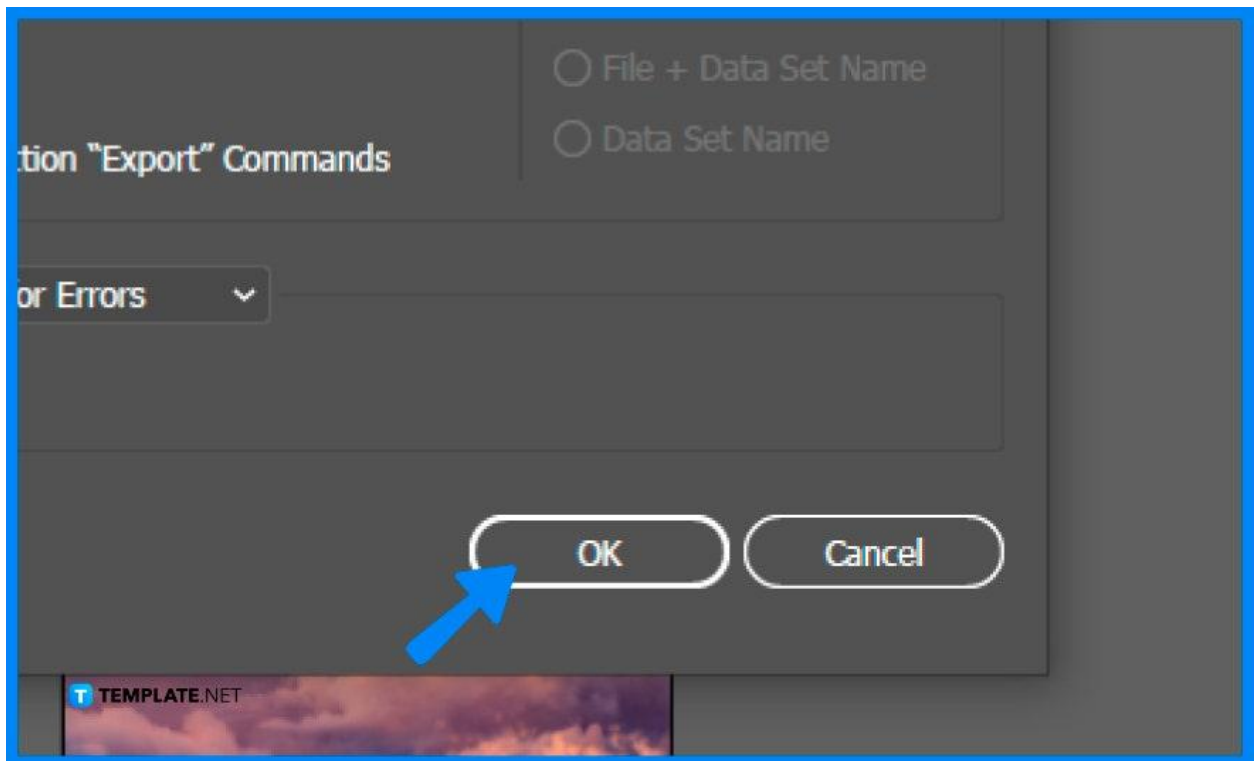 File + Data Set Name
Data Set Name
tion "Export" Commands
or Errors
OK
Cancel
T TEMPLATE.NET